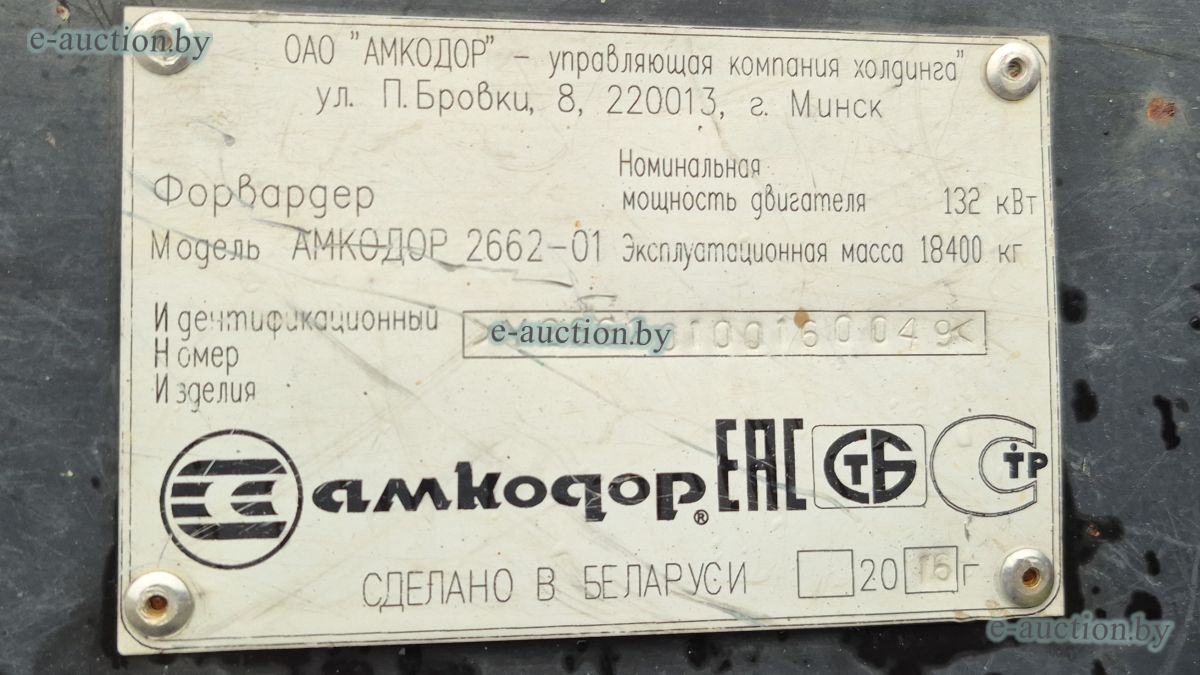 e-auction.by
ОАО "АМКОДОР" - управляющая компания холдинга"
ул. П.Бровки, 8, 220013, г. Минск
Форвардер
Номинальная
мощность двигателя 132 кВт
Модель АМКОДОР 2662-01 Эксплуатационная масса 18400 кг
Идентификационный
Номер
Изделия
e-auction.by
амкодор®
ЕАС
СТБ
СТР
СДЕЛАНО В БЕЛАРУСИ
2016г
e-auction.by